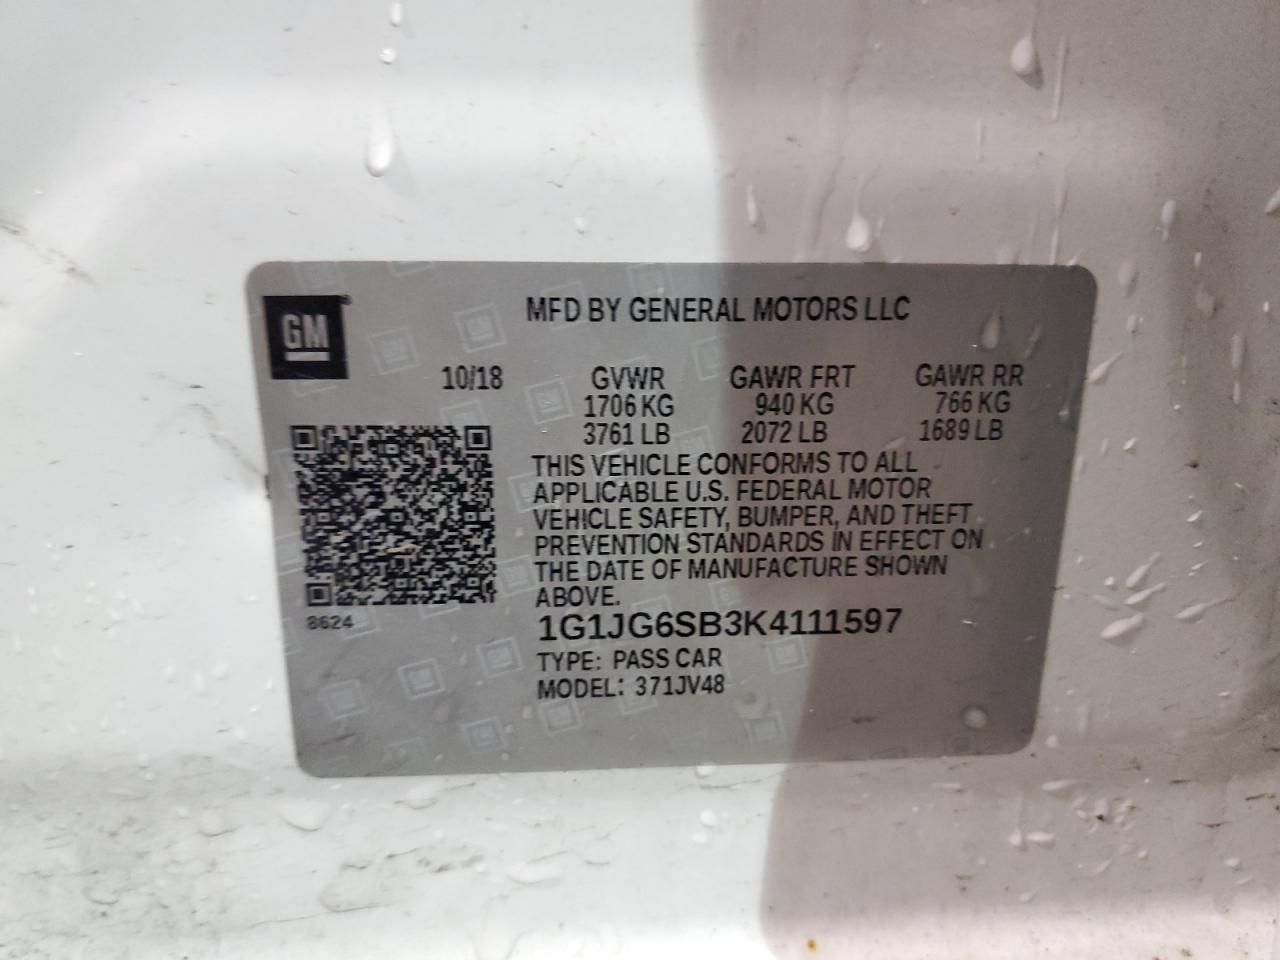 GM
MFD BY GENERAL MOTORS LLC
10/18 GVWR GAWR FRT GAWR RR
1706 KG 940 KG 766 KG
3761 LB 2072 LB 1689 LB
THIS VEHICLE CONFORMS TO ALL
APPLICABLE U.S. FEDERAL MOTOR
VEHICLE SAFETY, BUMPER, AND THEFT
PREVENTION STANDARDS IN EFFECT ON
THE DATE OF MANUFACTURE SHOWN
ABOVE.
8624
1G1JG6SB3K4111597
TYPE: PASS CAR
MODEL: 371JV48